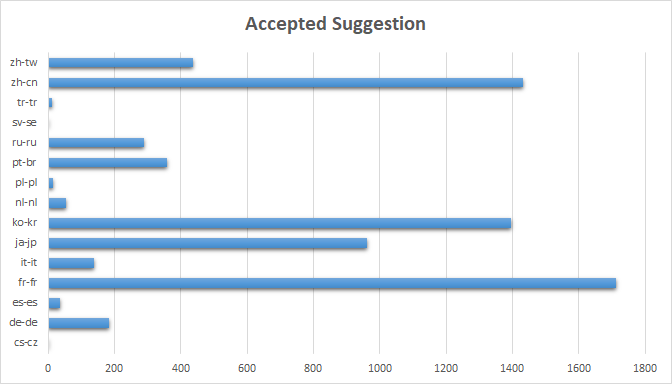 Accepted Suggestion
zh-tw
zh-cn
tr-tr
sv-se
ru-ru
pt-br
pl-pl
nl-nl
ko-kr
ja-jp
it-it
fr-fr
es-es
de-de
cs-cz
0 200 400 600 800 1000 1200 1400 1600 1800